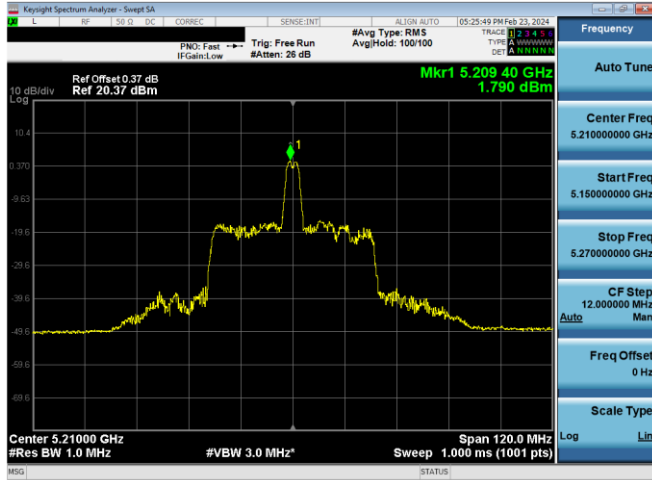 Keysight Spectrum Analyzer - Swept SA
L RF 50 Ω DC CORREC SENSE:INT ALIGN AUTO 05:25:49 PM Feb 23, 2024
PNO: Fast
IFGain:Low
Trig: Free Run
#Atten: 26 dB
#Avg Type: RMS
Avg|Hold: 100/100
TRACE 1 2 3 4 5 6
TYPE A WWWWW
DET A N N N N N
Mkr1 5.209 40 GHz
1.790 dBm
Ref Offset 0.37 dB
10 dB/div Ref 20.37 dBm
Log
1
10.4
0.370
-9.63
-19.6
-29.6
-39.6
-49.6
-59.6
-69.6
Center 5.21000 GHz Span 120.0 MHz
#Res BW 1.0 MHz #VBW 3.0 MHz* Sweep 1.000 ms (1001 pts)
MSG STATUS
Frequency
Auto Tune
Center Freq
5.210000000 GHz
Start Freq
5.150000000 GHz
Stop Freq
5.270000000 GHz
CF Step
12.000000 MHz
Auto Man
Freq Offset
0 Hz
Scale Type
Log Lin